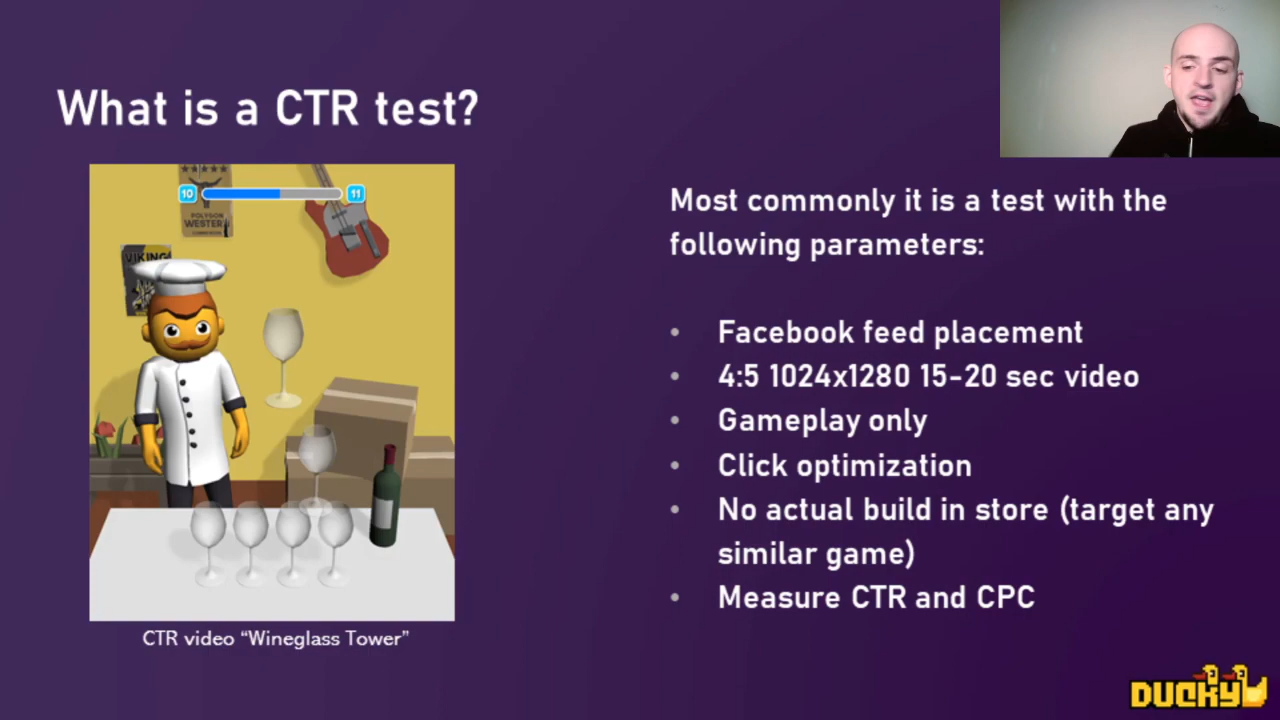 What is a CTR test?
10
11
POLYGON
WESTERN
VIKING
Most commonly it is a test with the
following parameters:
• Facebook feed placement
• 4:5 1024x1280 15-20 sec video
• Gameplay only
• Click optimization
• No actual build in store (target any
similar game)
• Measure CTR and CPC
CTR video “Wineglass Tower”
DUCKY